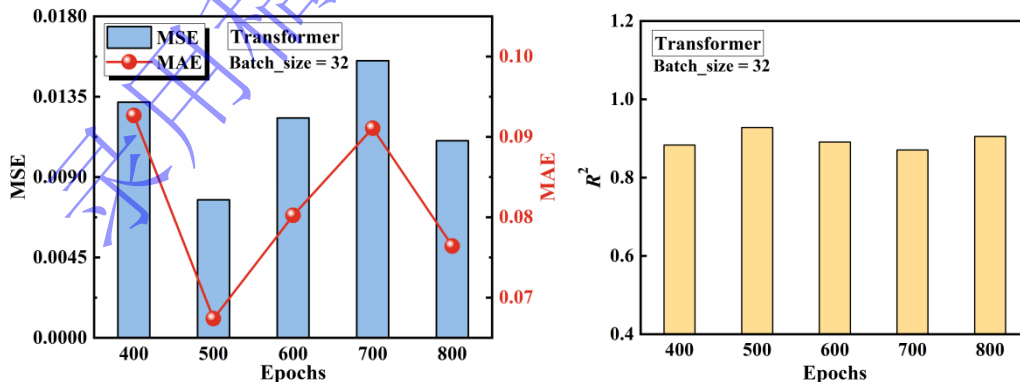 0.0180
0.0135
0.0090
0.0045
0.0000
MSE
MSE
MAE
Transformer
Batch_size = 32
0.10
0.09
0.08
0.07
MAE
400 500 600 700 800
Epochs
1.2
1.0
0.8
0.6
0.4
R²
Transformer
Batch_size = 32
400 500 600 700 800
Epochs